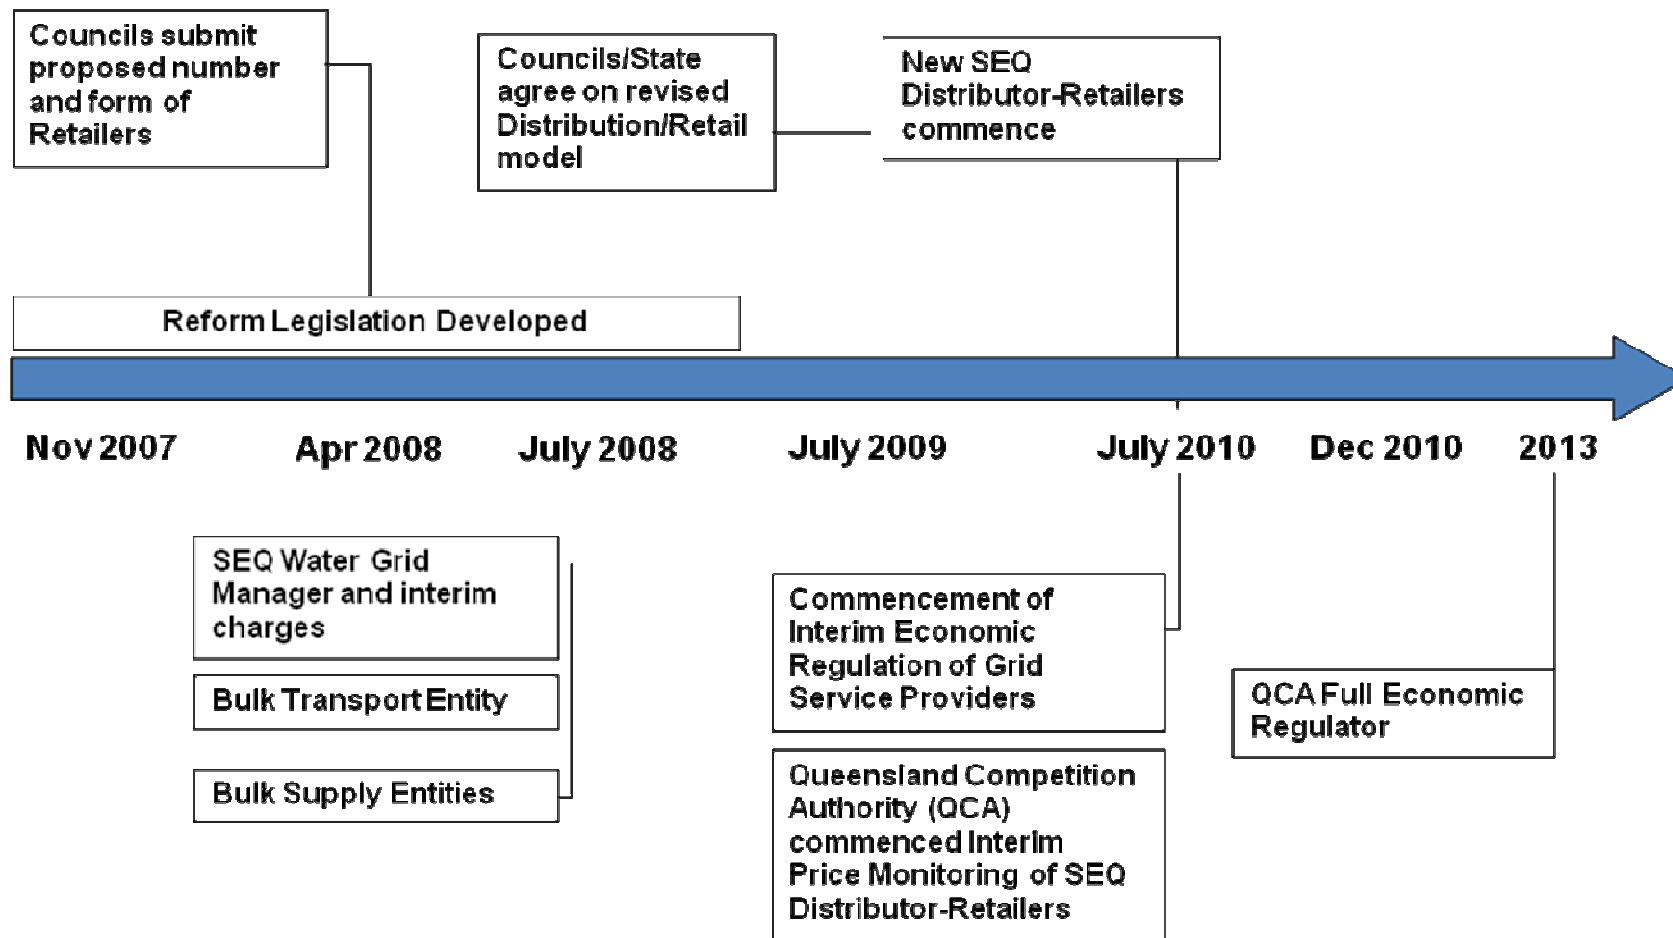 Councils submit
proposed number
and form of
Retailers
Councils/State
agree on revised
Distribution/Retail
model
New SEQ
Distributor-Retailers
commence
Reform Legislation Developed
Nov 2007
Apr 2008
July 2008
July 2009
July 2010
Dec 2010
2013
SEQ Water Grid
Manager and interim
charges
Bulk Transport Entity
Bulk Supply Entities
Commencement of
Interim Economic
Regulation of Grid
Service Providers
Queensland Competition
Authority (QCA)
commenced Interim
Price Monitoring of SEQ
Distributor-Retailers
QCA Full Economic
Regulator